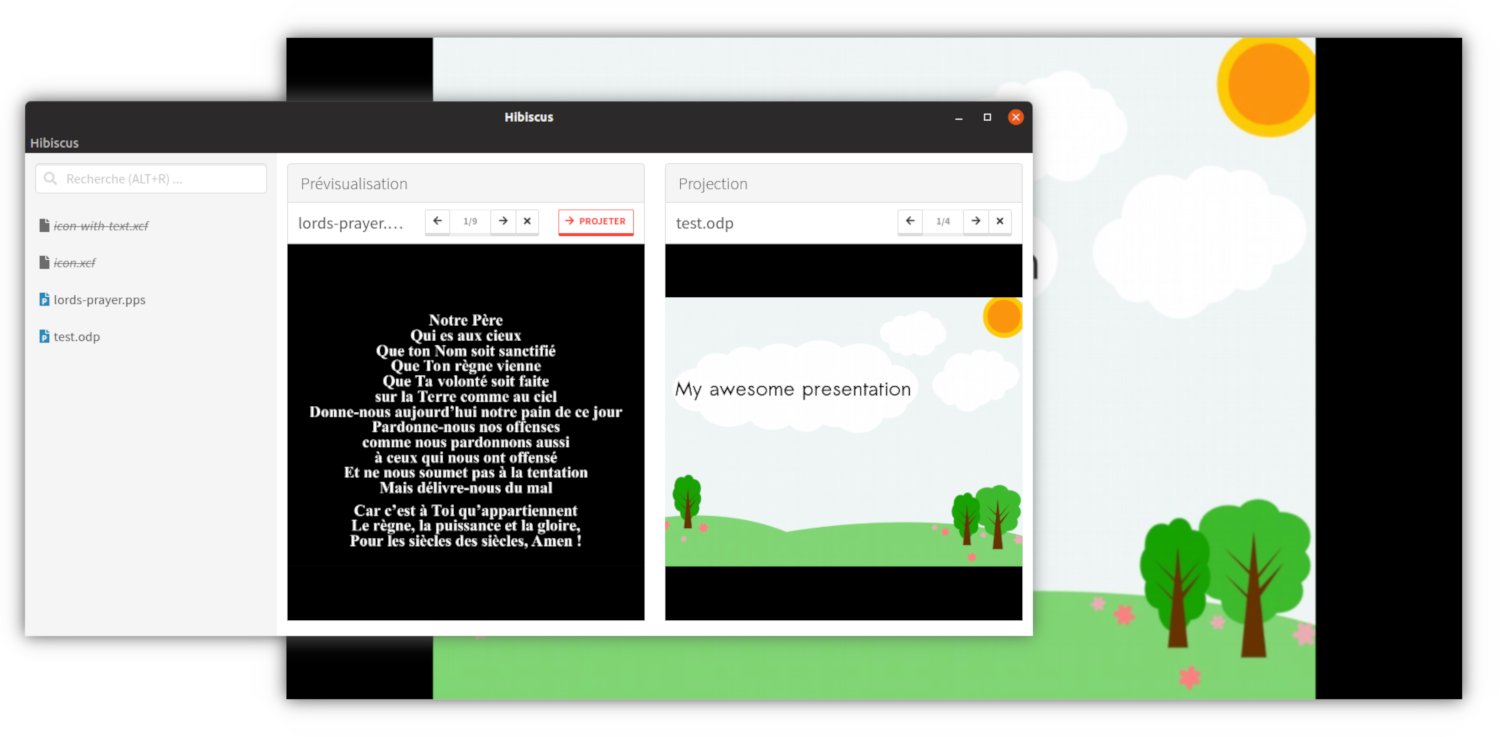 Hibiscus
Hibiscus
Recherche (ALT+R) ...
icon-with-text.xcf
icon.xcf
lords-prayer.pps
test.odp
Prévisualisation
lords-prayer.... 1/9 PROJETER
Notre Père
Qui es aux cieux
Que ton Nom soit sanctifié
Que Ton règne vienne
Que Ta volonté soit faite
sur la Terre comme au ciel
Donne-nous aujourd'hui notre pain de ce jour
Pardonne-nous nos offenses
comme nous pardonnons aussi
à ceux qui nous ont offensé
Et ne nous soumet pas à la tentation
Mais délivre-nous du mal
Car c'est à Toi qu'appartiennent
Le règne, la puissance et la gloire,
Pour les siècles des siècles, Amen !
Projection
test.odp 1/4
My awesome presentation